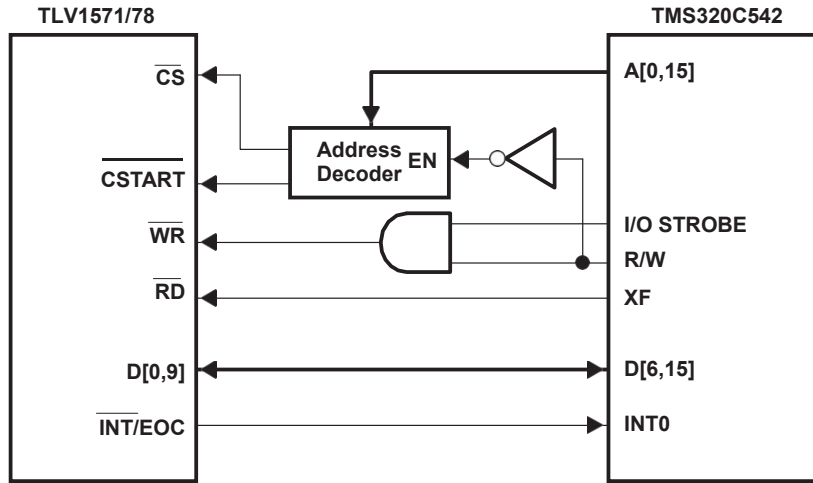 TLV1571/78
TMS320C542
CS
A[0,15]
Address
Decoder
EN
CSTART
I/O STROBE
WR
R/W
RD
XF
D[0,9]
D[6,15]
INT/EOC
INT0